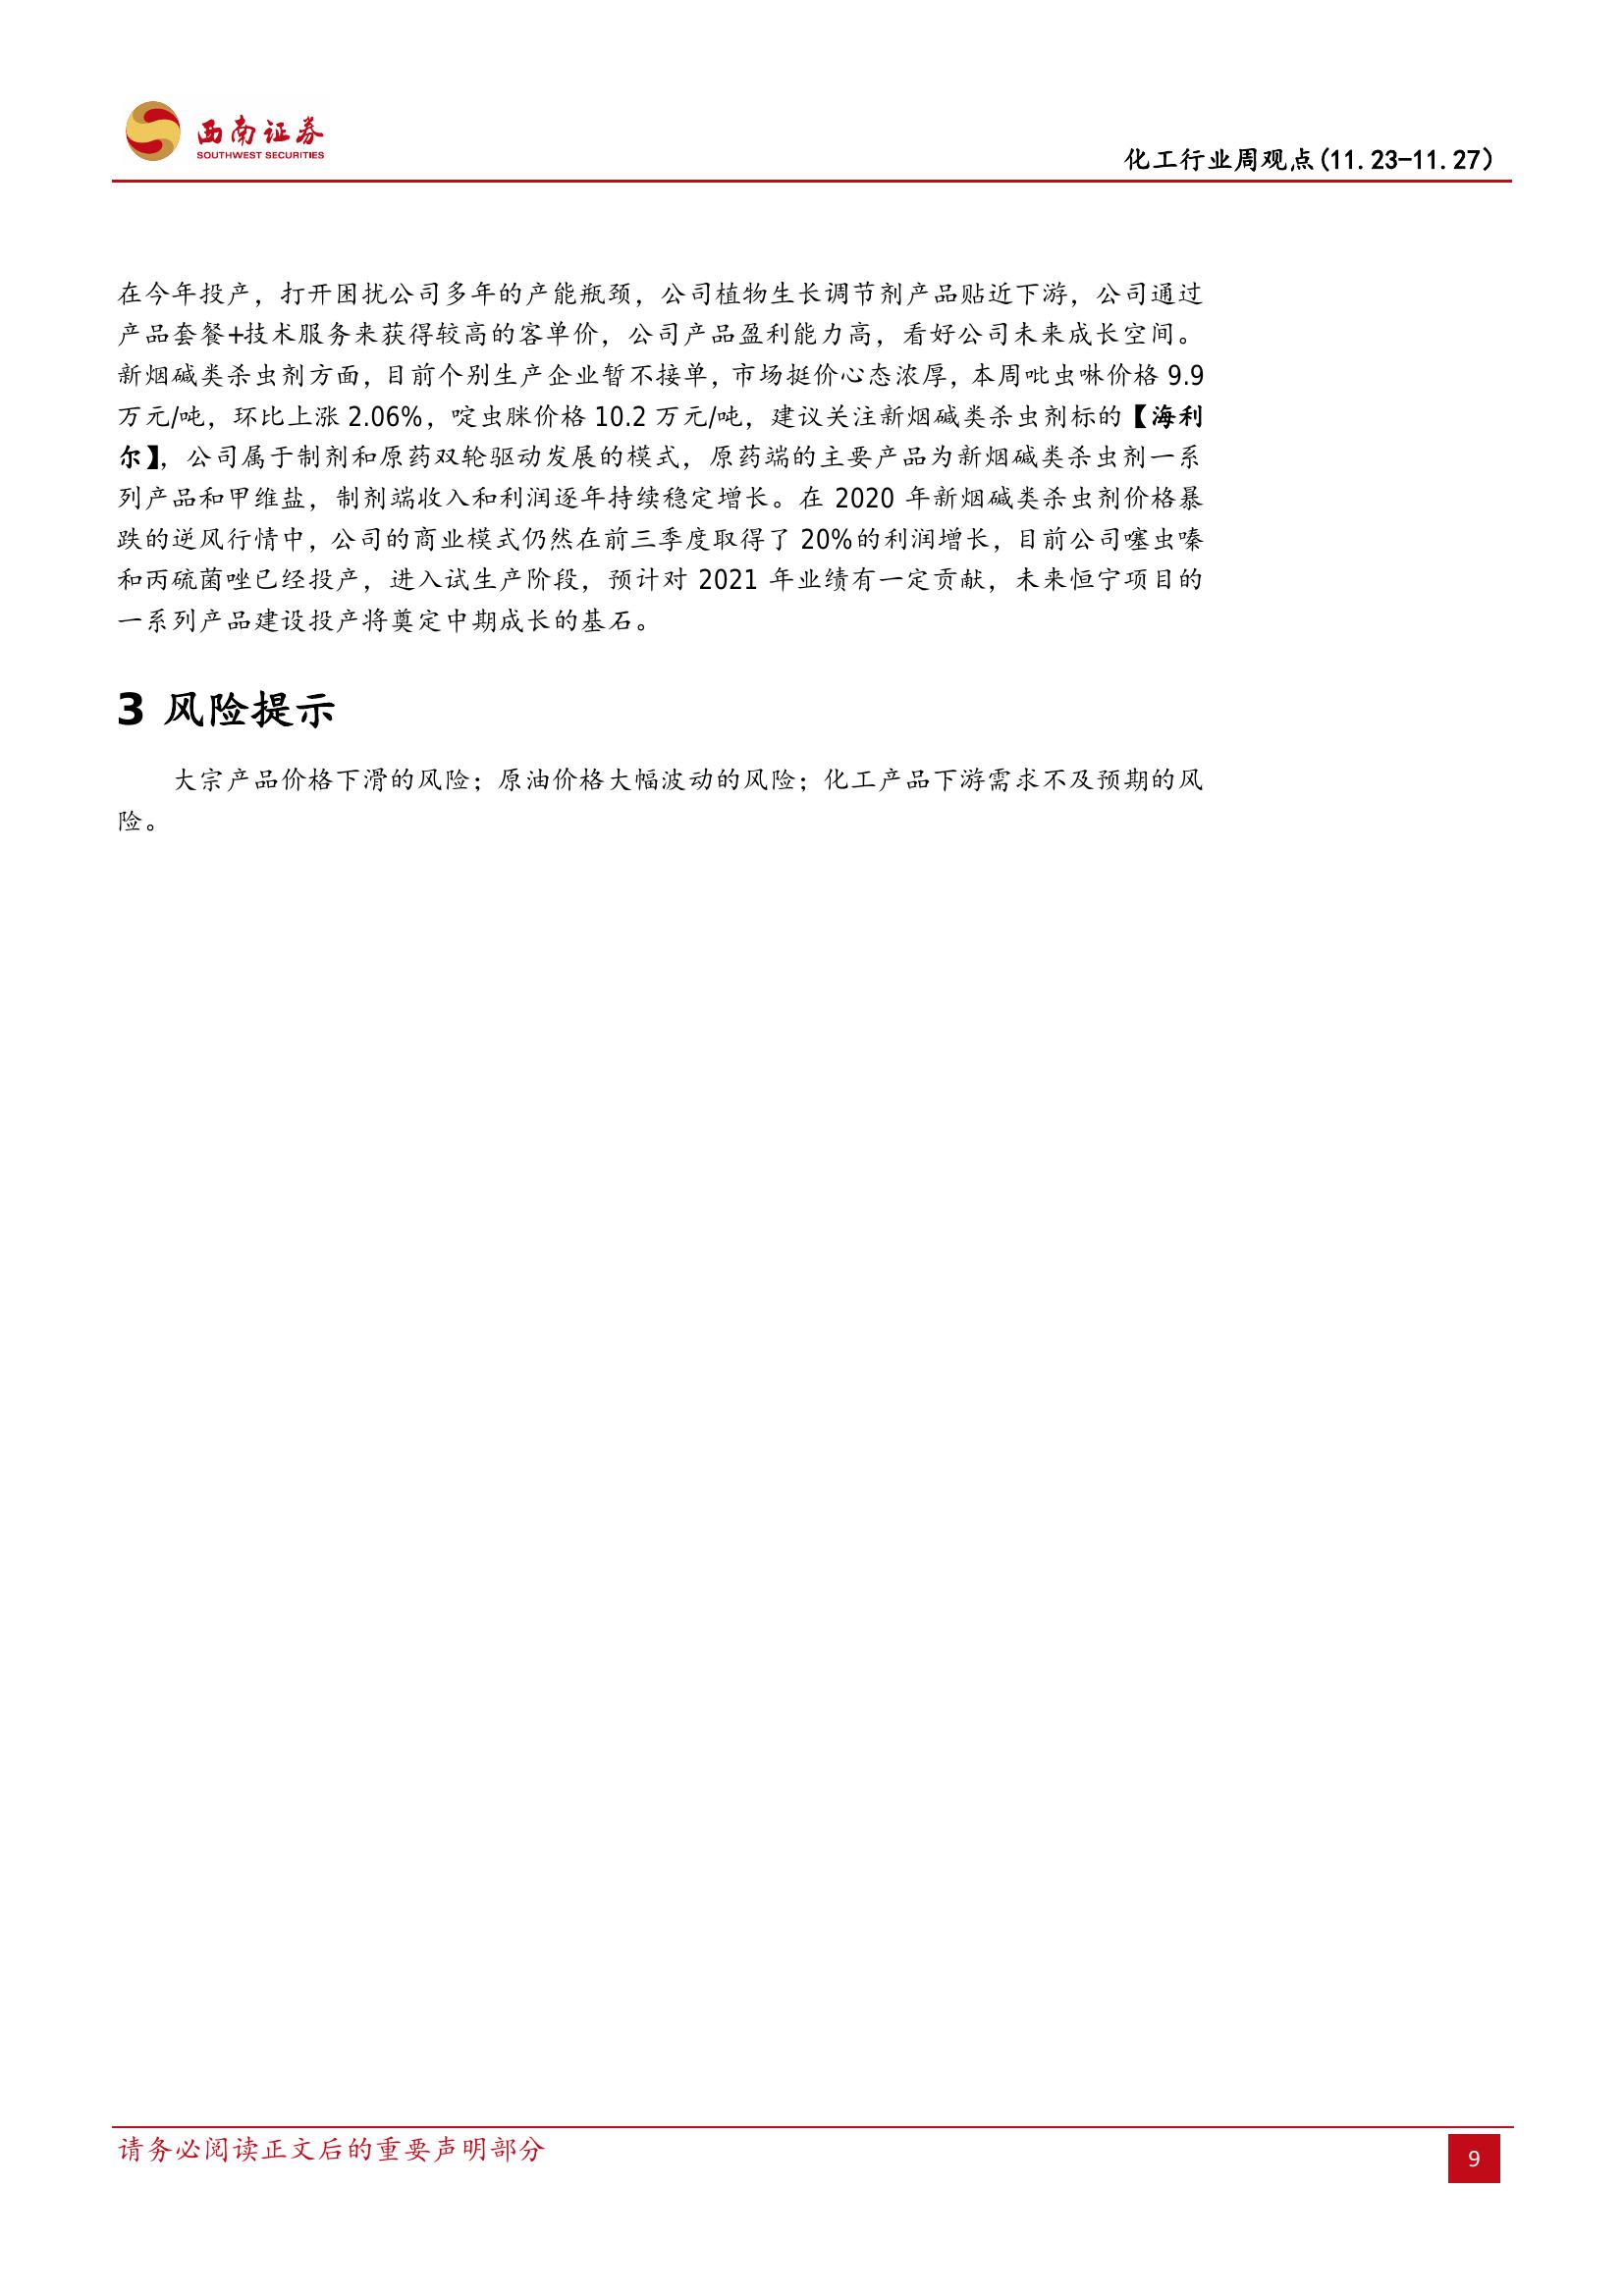 西南证券
SOUTHWEST SECURITIES
化工行业周观点(11.23-11.27)
在今年投产，打开困扰公司多年的产能瓶颈，公司植物生长调节剂产品贴近下游，公司通过
产品套餐+技术服务来获得较高的客单价，公司产品盈利能力高，看好公司未来成长空间。
新烟碱类杀虫剂方面，目前个别生产企业暂不接单，市场挺价心态浓厚，本周吡虫啉价格 9.9
万元/吨，环比上涨 2.06%，啶虫脒价格 10.2 万元/吨，建议关注新烟碱类杀虫剂标的【海利
尔】，公司属于制剂和原药双轮驱动发展的模式，原药端的主要产品为新烟碱类杀虫剂一系
列产品和甲维盐，制剂端收入和利润逐年持续稳定增长。在 2020 年新烟碱类杀虫剂价格暴
跌的逆风行情中，公司的商业模式仍然在前三季度取得了 20%的利润增长，目前公司噻虫嗪
和丙硫菌唑已经投产，进入试生产阶段，预计对 2021 年业绩有一定贡献，未来恒宁项目的
一系列产品建设投产将奠定中期成长的基石。
3 风险提示
大宗产品价格下滑的风险；原油价格大幅波动的风险；化工产品下游需求不及预期的风
险。
请务必阅读正文后的重要声明部分
9